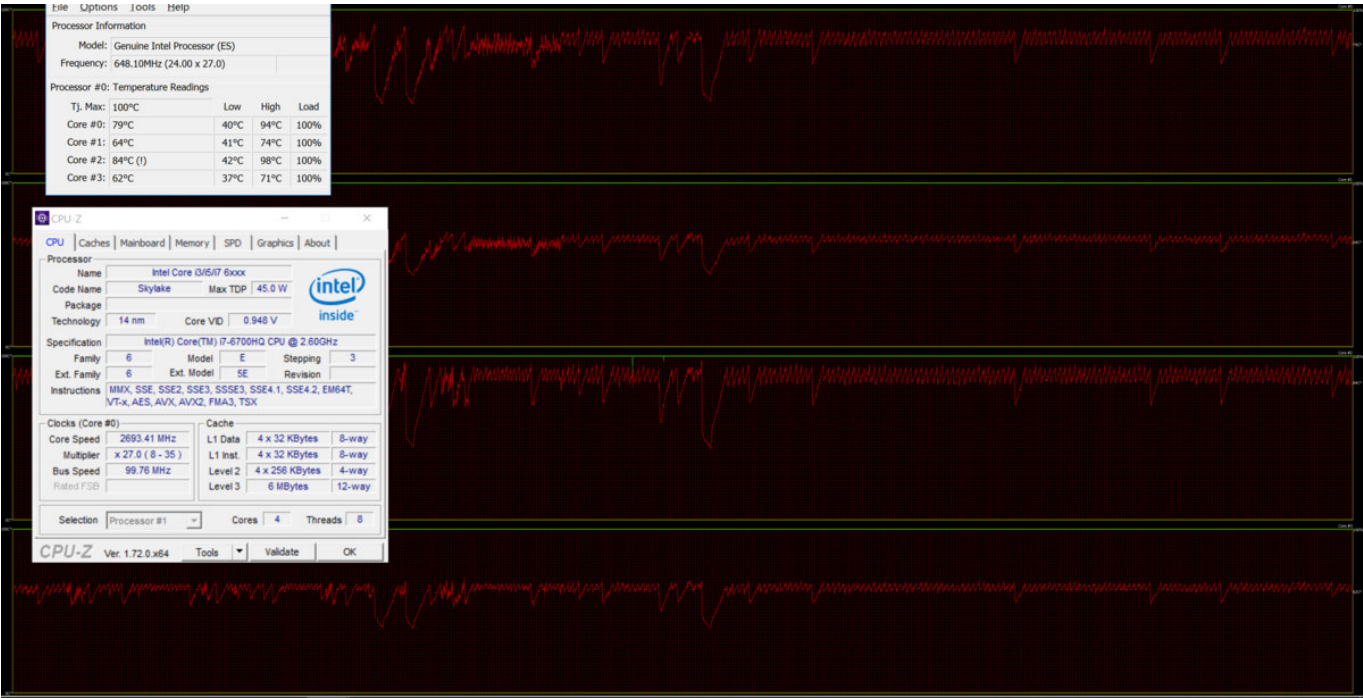 File Options Tools Help
Processor Information
Model: Genuine Intel Processor (ES)
Frequency: 648.10MHz (24.00 x 27.0)
Processor #0: Temperature Readings
Tj. Max: 100°C Low High Load
Core #0: 79°C 40°C 94°C 100%
Core #1: 64°C 41°C 74°C 100%
Core #2: 84°C (!) 42°C 98°C 100%
Core #3: 62°C 37°C 71°C 100%
CPU-Z
CPU Caches Mainboard Memory SPD Graphics About
Processor
Name Intel Core i3/i5/i7 6xxx
Code Name Skylake Max TDP 45.0 W
Package
Technology 14 nm Core VID 0.948 V
intel inside
Specification Intel(R) Core(TM) i7-6700HQ CPU @ 2.60GHz
Family 6 Model E Stepping 3
Ext. Family 6 Ext. Model 5E Revision
Instructions MMX, SSE, SSE2, SSE3, SSSE3, SSE4.1, SSE4.2, EM64T,
VT-x, AES, AVX, AVX2, FMA3, TSX
Clocks (Core #0) Cache
Core Speed 2693.41 MHz L1 Data 4 x 32 KBytes 8-way
Multiplier x 27.0 ( 8 - 35 ) L1 Inst. 4 x 32 KBytes 8-way
Bus Speed 99.76 MHz Level 2 4 x 256 KBytes 4-way
Rated FSB Level 3 6 MBytes 12-way
Selection Processor #1 Cores 4 Threads 8
CPU-Z Ver. 1.72.0.x64 Tools Validate OK